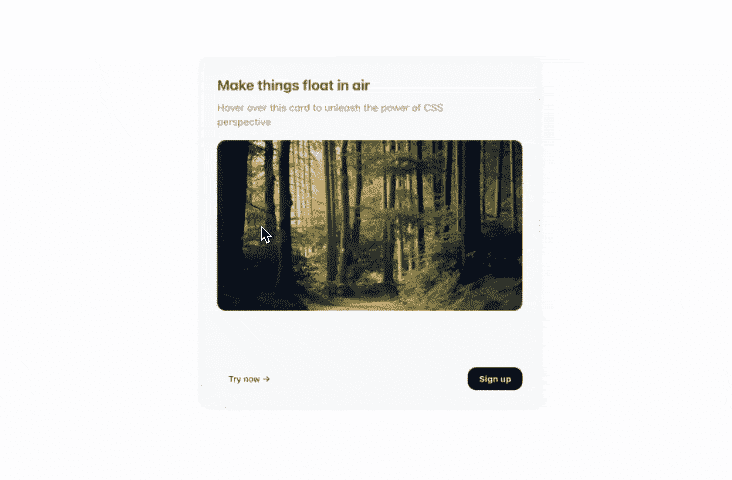 Make things float in air
Hover over this card to unleash the power of CSS
perspective
Try now →
Sign up